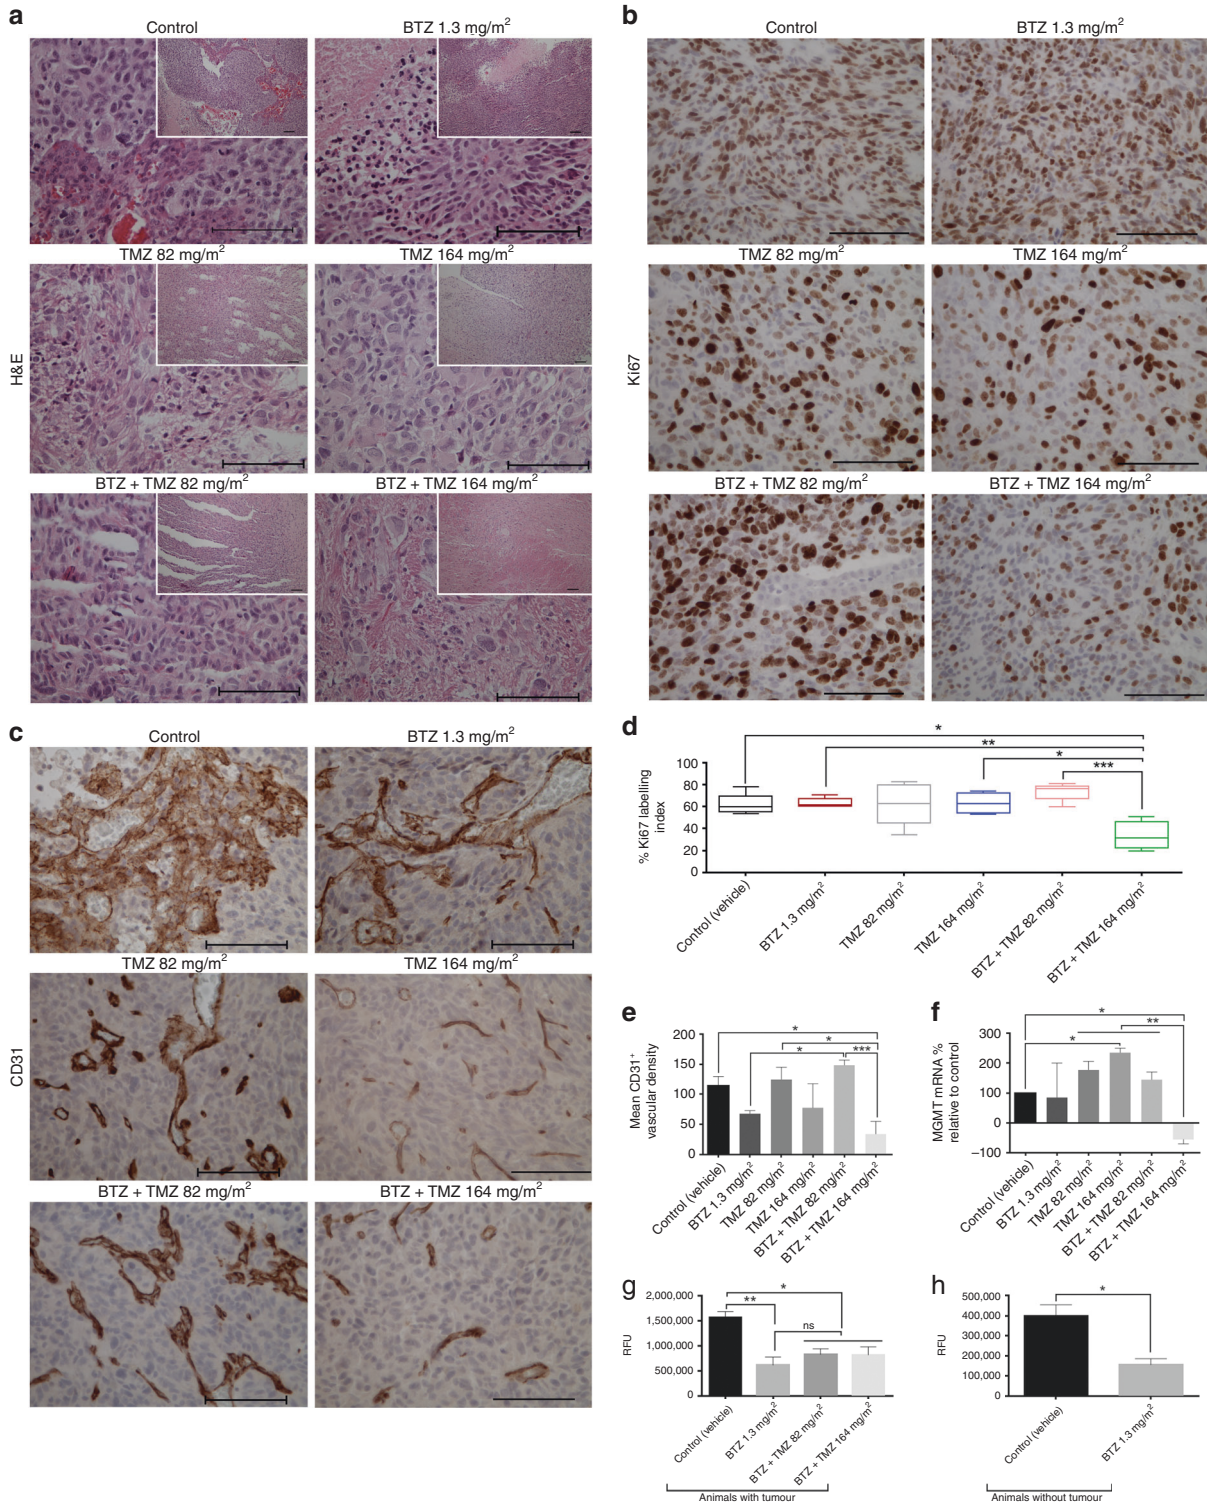 a
Control
BTZ 1.3 mg/m²
TMZ 82 mg/m²
TMZ 164 mg/m²
H&E
BTZ + TMZ 82 mg/m²
BTZ + TMZ 164 mg/m²
b
Control
BTZ 1.3 mg/m²
TMZ 82 mg/m²
TMZ 164 mg/m²
Ki67
BTZ + TMZ 82 mg/m²
BTZ + TMZ 164 mg/m²
c
Control
BTZ 1.3 mg/m²
TMZ 82 mg/m²
TMZ 164 mg/m²
CD31
BTZ + TMZ 82 mg/m²
BTZ + TMZ 164 mg/m²
d
*
**
*
***
100
80
60
40
20
0
% Ki67 labelling
index
Control (vehicle)
BTZ 1.3 mg/m²
TMZ 82 mg/m²
TMZ 164 mg/m²
BTZ + TMZ 82 mg/m²
BTZ + TMZ 164 mg/m²
e
*
*
*
***
200
150
100
50
0
Mean CD31⁺
vascular density
Control (vehicle)
BTZ 1.3 mg/m²
TMZ 82 mg/m²
TMZ 164 mg/m²
BTZ + TMZ 82 mg/m²
BTZ + TMZ 164 mg/m²
f
*
**
*
300
200
100
0
–100
MGMT mRNA %
relative to control
Control (vehicle)
BTZ 1.3 mg/m²
TMZ 82 mg/m²
TMZ 164 mg/m²
BTZ + TMZ 82 mg/m²
BTZ + TMZ 164 mg/m²
g
*
**
ns
2,000,000
1,500,000
1,000,000
500,000
0
RFU
Control (vehicle)
BTZ 1.3 mg/m²
BTZ + TMZ 82 mg/m²
BTZ + TMZ 164 mg/m²
Animals with tumour
h
*
500,000
400,000
300,000
200,000
100,000
0
RFU
Control (vehicle)
BTZ 1.3 mg/m²
Animals without tumour